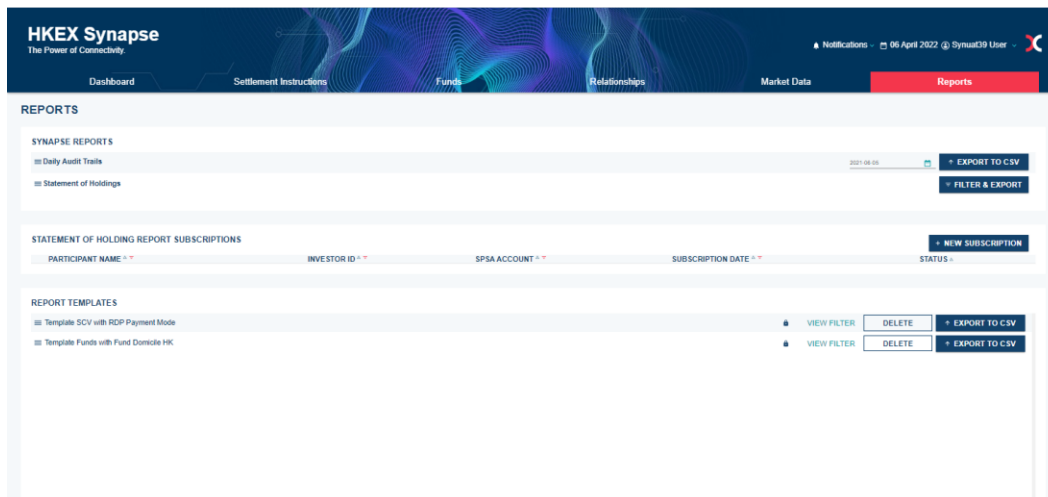 HKEX Synapse
The Power of Connectivity.
Notifications 06 April 2022 Synuat39 User
Dashboard Settlement Instructions Funds Relationships Market Data Reports
REPORTS
SYNAPSE REPORTS
Daily Audit Trails EXPORT TO CSV
Statement of Holdings FILTER & EXPORT
STATEMENT OF HOLDING REPORT SUBSCRIPTIONS + NEW SUBSCRIPTION
PARTICIPANT NAME INVESTOR ID SPSA ACCOUNT SUBSCRIPTION DATE STATUS
REPORT TEMPLATES
Template SCV with RDP Payment Mode VIEW FILTER DELETE EXPORT TO CSV
Template Funds with Fund Domicile HK VIEW FILTER DELETE EXPORT TO CSV